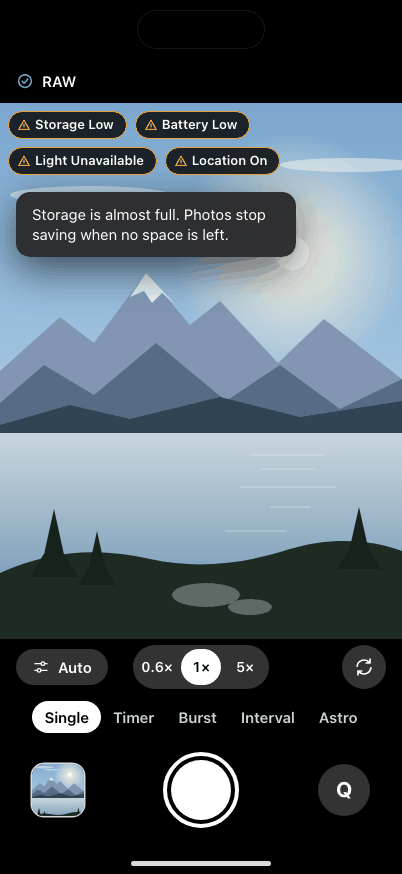 RAW
Storage Low
Battery Low
Light Unavailable
Location On
Storage is almost full. Photos stop
saving when no space is left.
Auto
0.6×
1×
5×
Single
Timer
Burst
Interval
Astro
Q